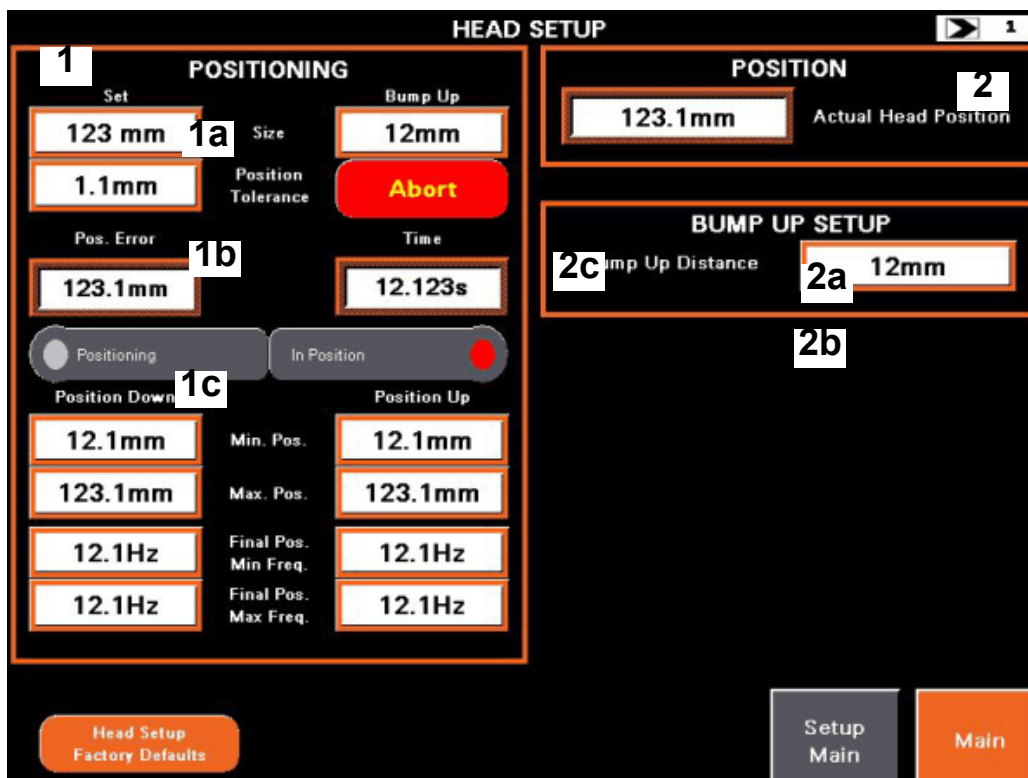 HEAD SETUP
1
1
POSITIONING
Set
Bump Up
123 mm
1a
Size
12mm
1.1mm
Position
Tolerance
Abort
Pos. Error
1b
Time
123.1mm
12.123s
Positioning
In Position
1c
Position Down
Position Up
12.1mm
Min. Pos.
12.1mm
123.1mm
Max. Pos.
123.1mm
12.1Hz
Final Pos.
Min Freq.
12.1Hz
12.1Hz
Final Pos.
Max Freq.
12.1Hz
POSITION
2
123.1mm
Actual Head Position
BUMP UP SETUP
2c
ump Up Distance
2a
12mm
2b
Head Setup
Factory Defaults
Setup
Main
Main